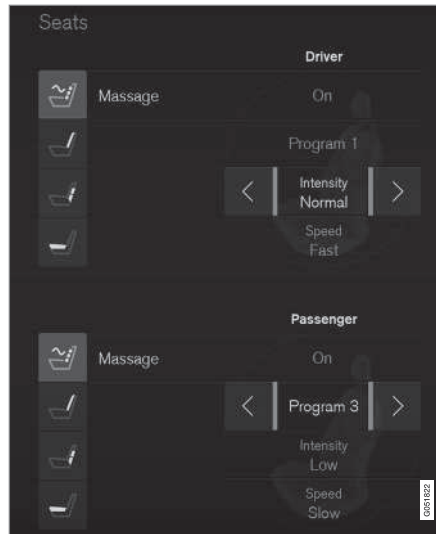 Seats
Driver
Massage On
Program 1
Intensity
Normal
Speed
Fast
Passenger
Massage On
Program 3
Intensity
Low
Speed
Slow
G051822